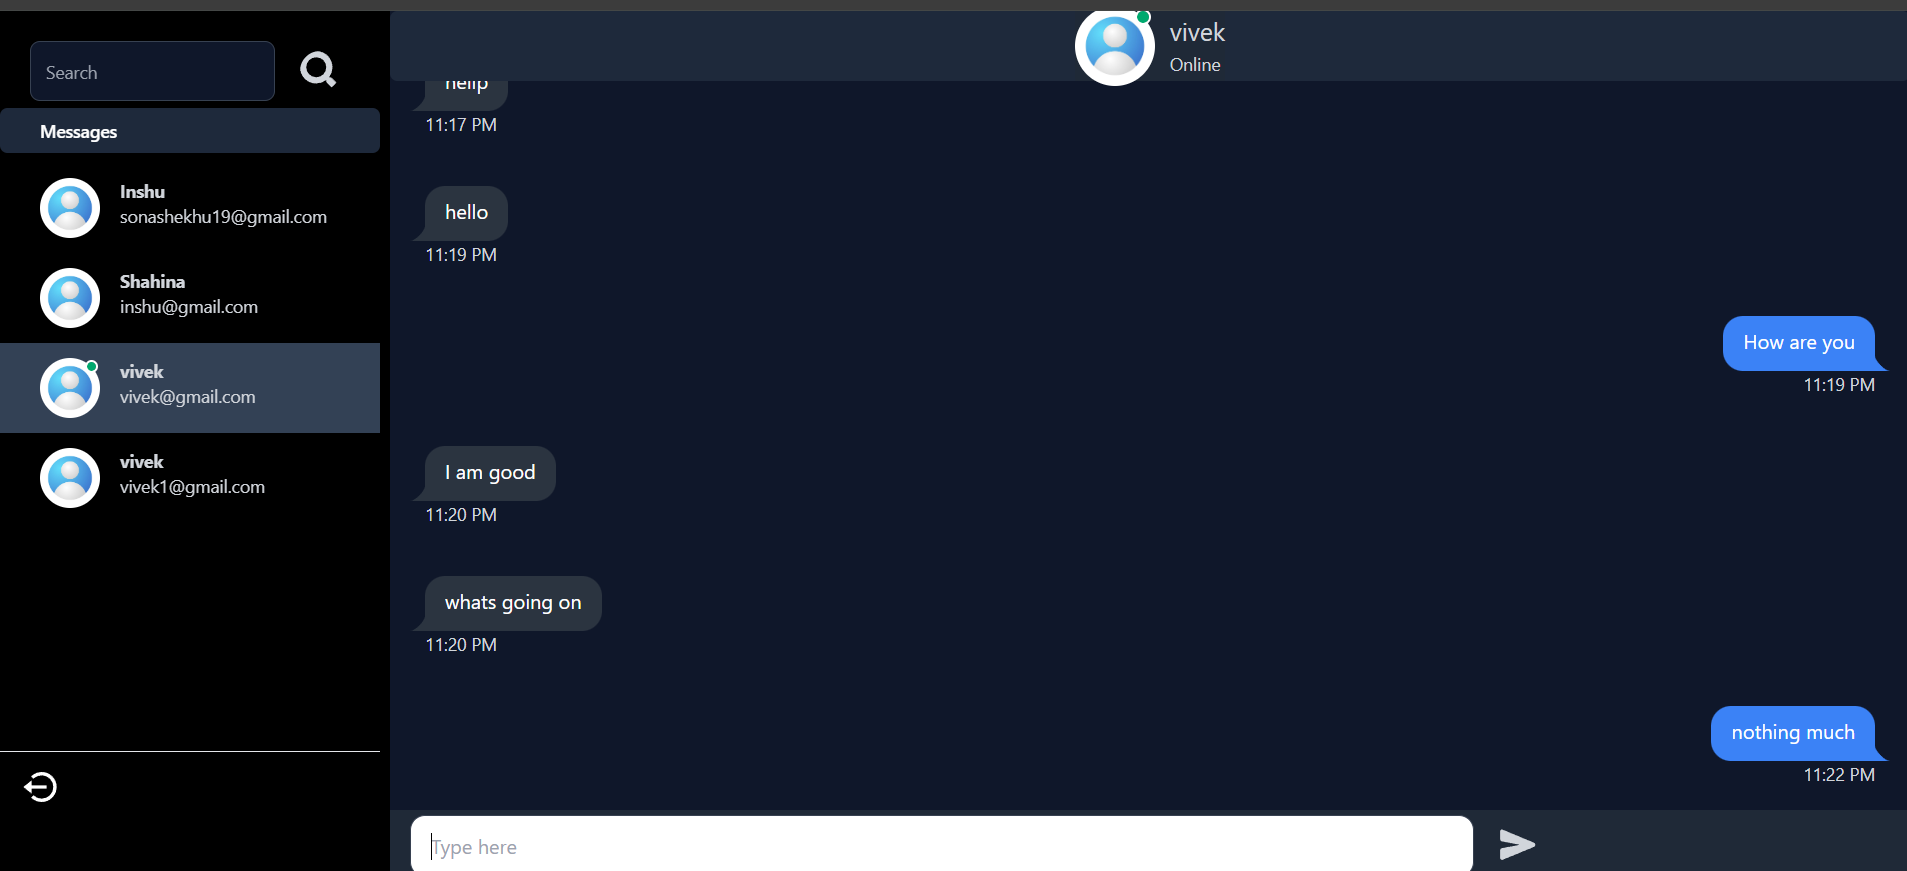 Search
Messages
Inshu
sonashekhu19@gmail.com
Shahina
inshu@gmail.com
vivek
vivek@gmail.com
vivek
vivek1@gmail.com
vivek
Online
11:17 PM
hello
11:19 PM
How are you
11:19 PM
I am good
11:20 PM
whats going on
11:20 PM
nothing much
11:22 PM
Type here